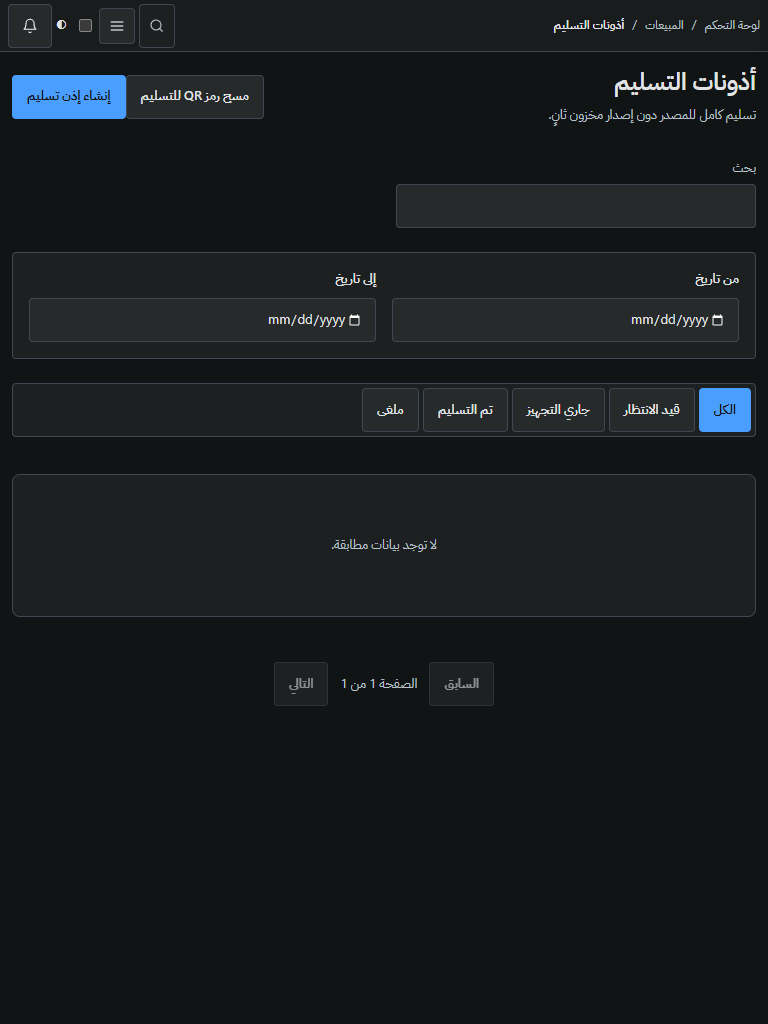 لوحة التحكم / المبيعات / أذونات التسليم
أذونات التسليم
تسليم كامل للمصدر دون إصدار مخزون ثانٍ.
مسح رمز QR للتسليم
إنشاء إذن تسليم
بحث
من تاريخ
إلى تاريخ
mm/dd/yyyy
mm/dd/yyyy
الكل
قيد الانتظار
جاري التجهيز
تم التسليم
ملغى
لا توجد بيانات مطابقة.
السابق
الصفحة 1 من 1
التالي